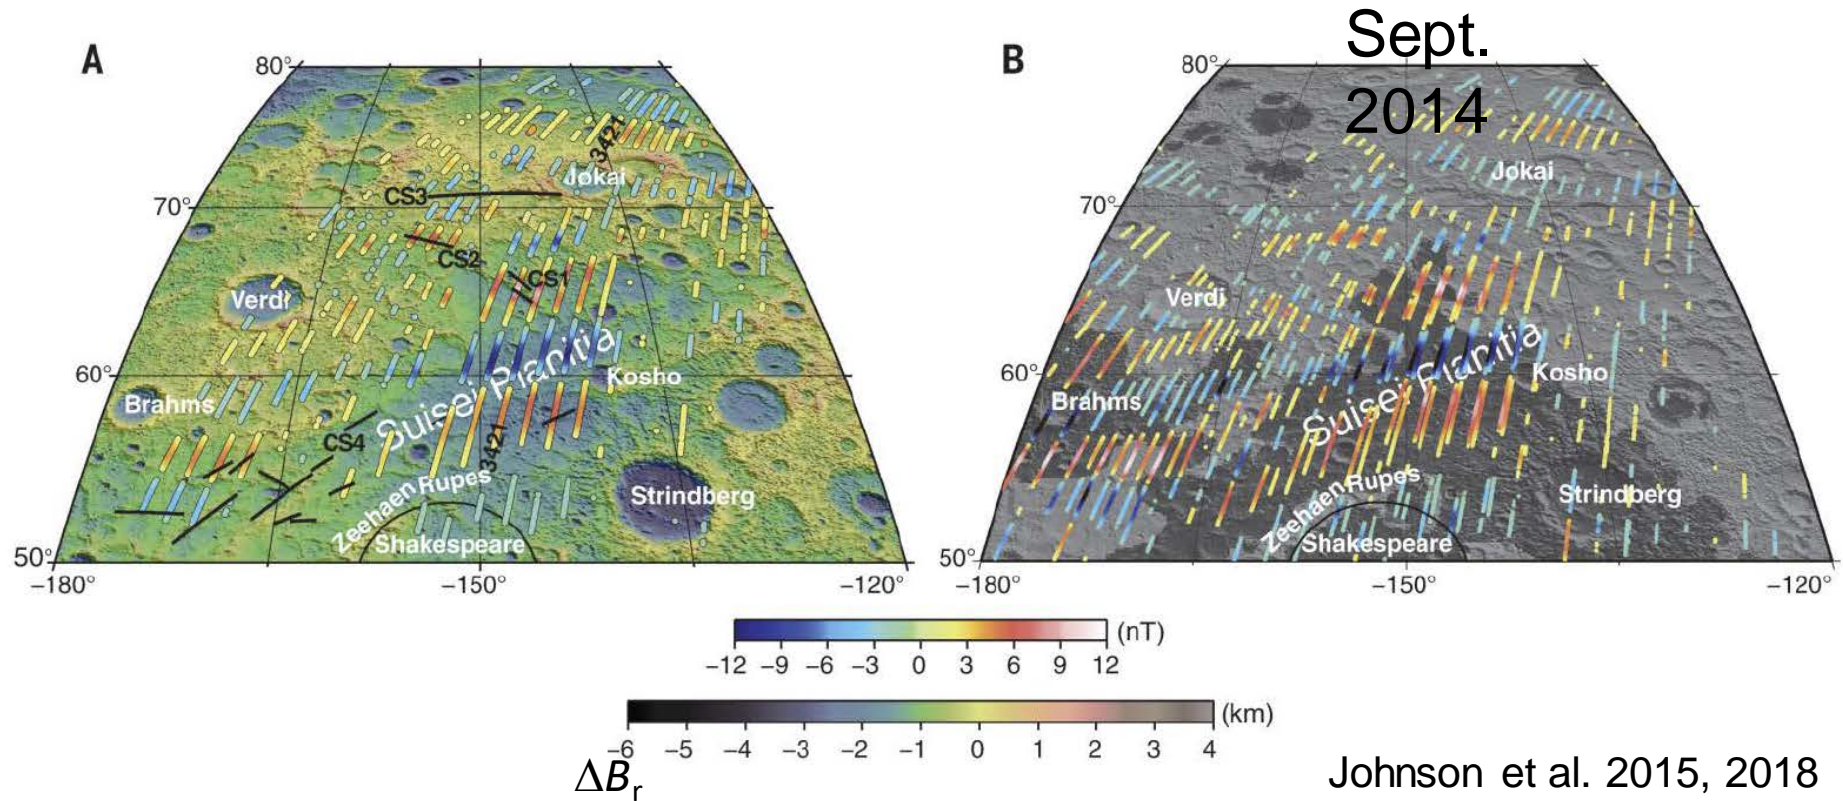 A
80°
70°
60°
50°
-180°
-150°
-120°
3421
Jokai
CS3
CS2
CS1
Verdi
Suisei Planitia
Kosho
Brahms
CS4
3421
Zeehaen Rupes
Strindberg
Shakespeare
B
Sept.
2014
80°
70°
60°
50°
-180°
-150°
-120°
Jokai
Verdi
Suisei Planitia
Kosho
Brahms
Zeehaen Rupes
Strindberg
Shakespeare
(nT)
-12 -9 -6 -3 0 3 6 9 12
(km)
-6 -5 -4 -3 -2 -1 0 1 2 3 4
ΔBr
Johnson et al. 2015, 2018